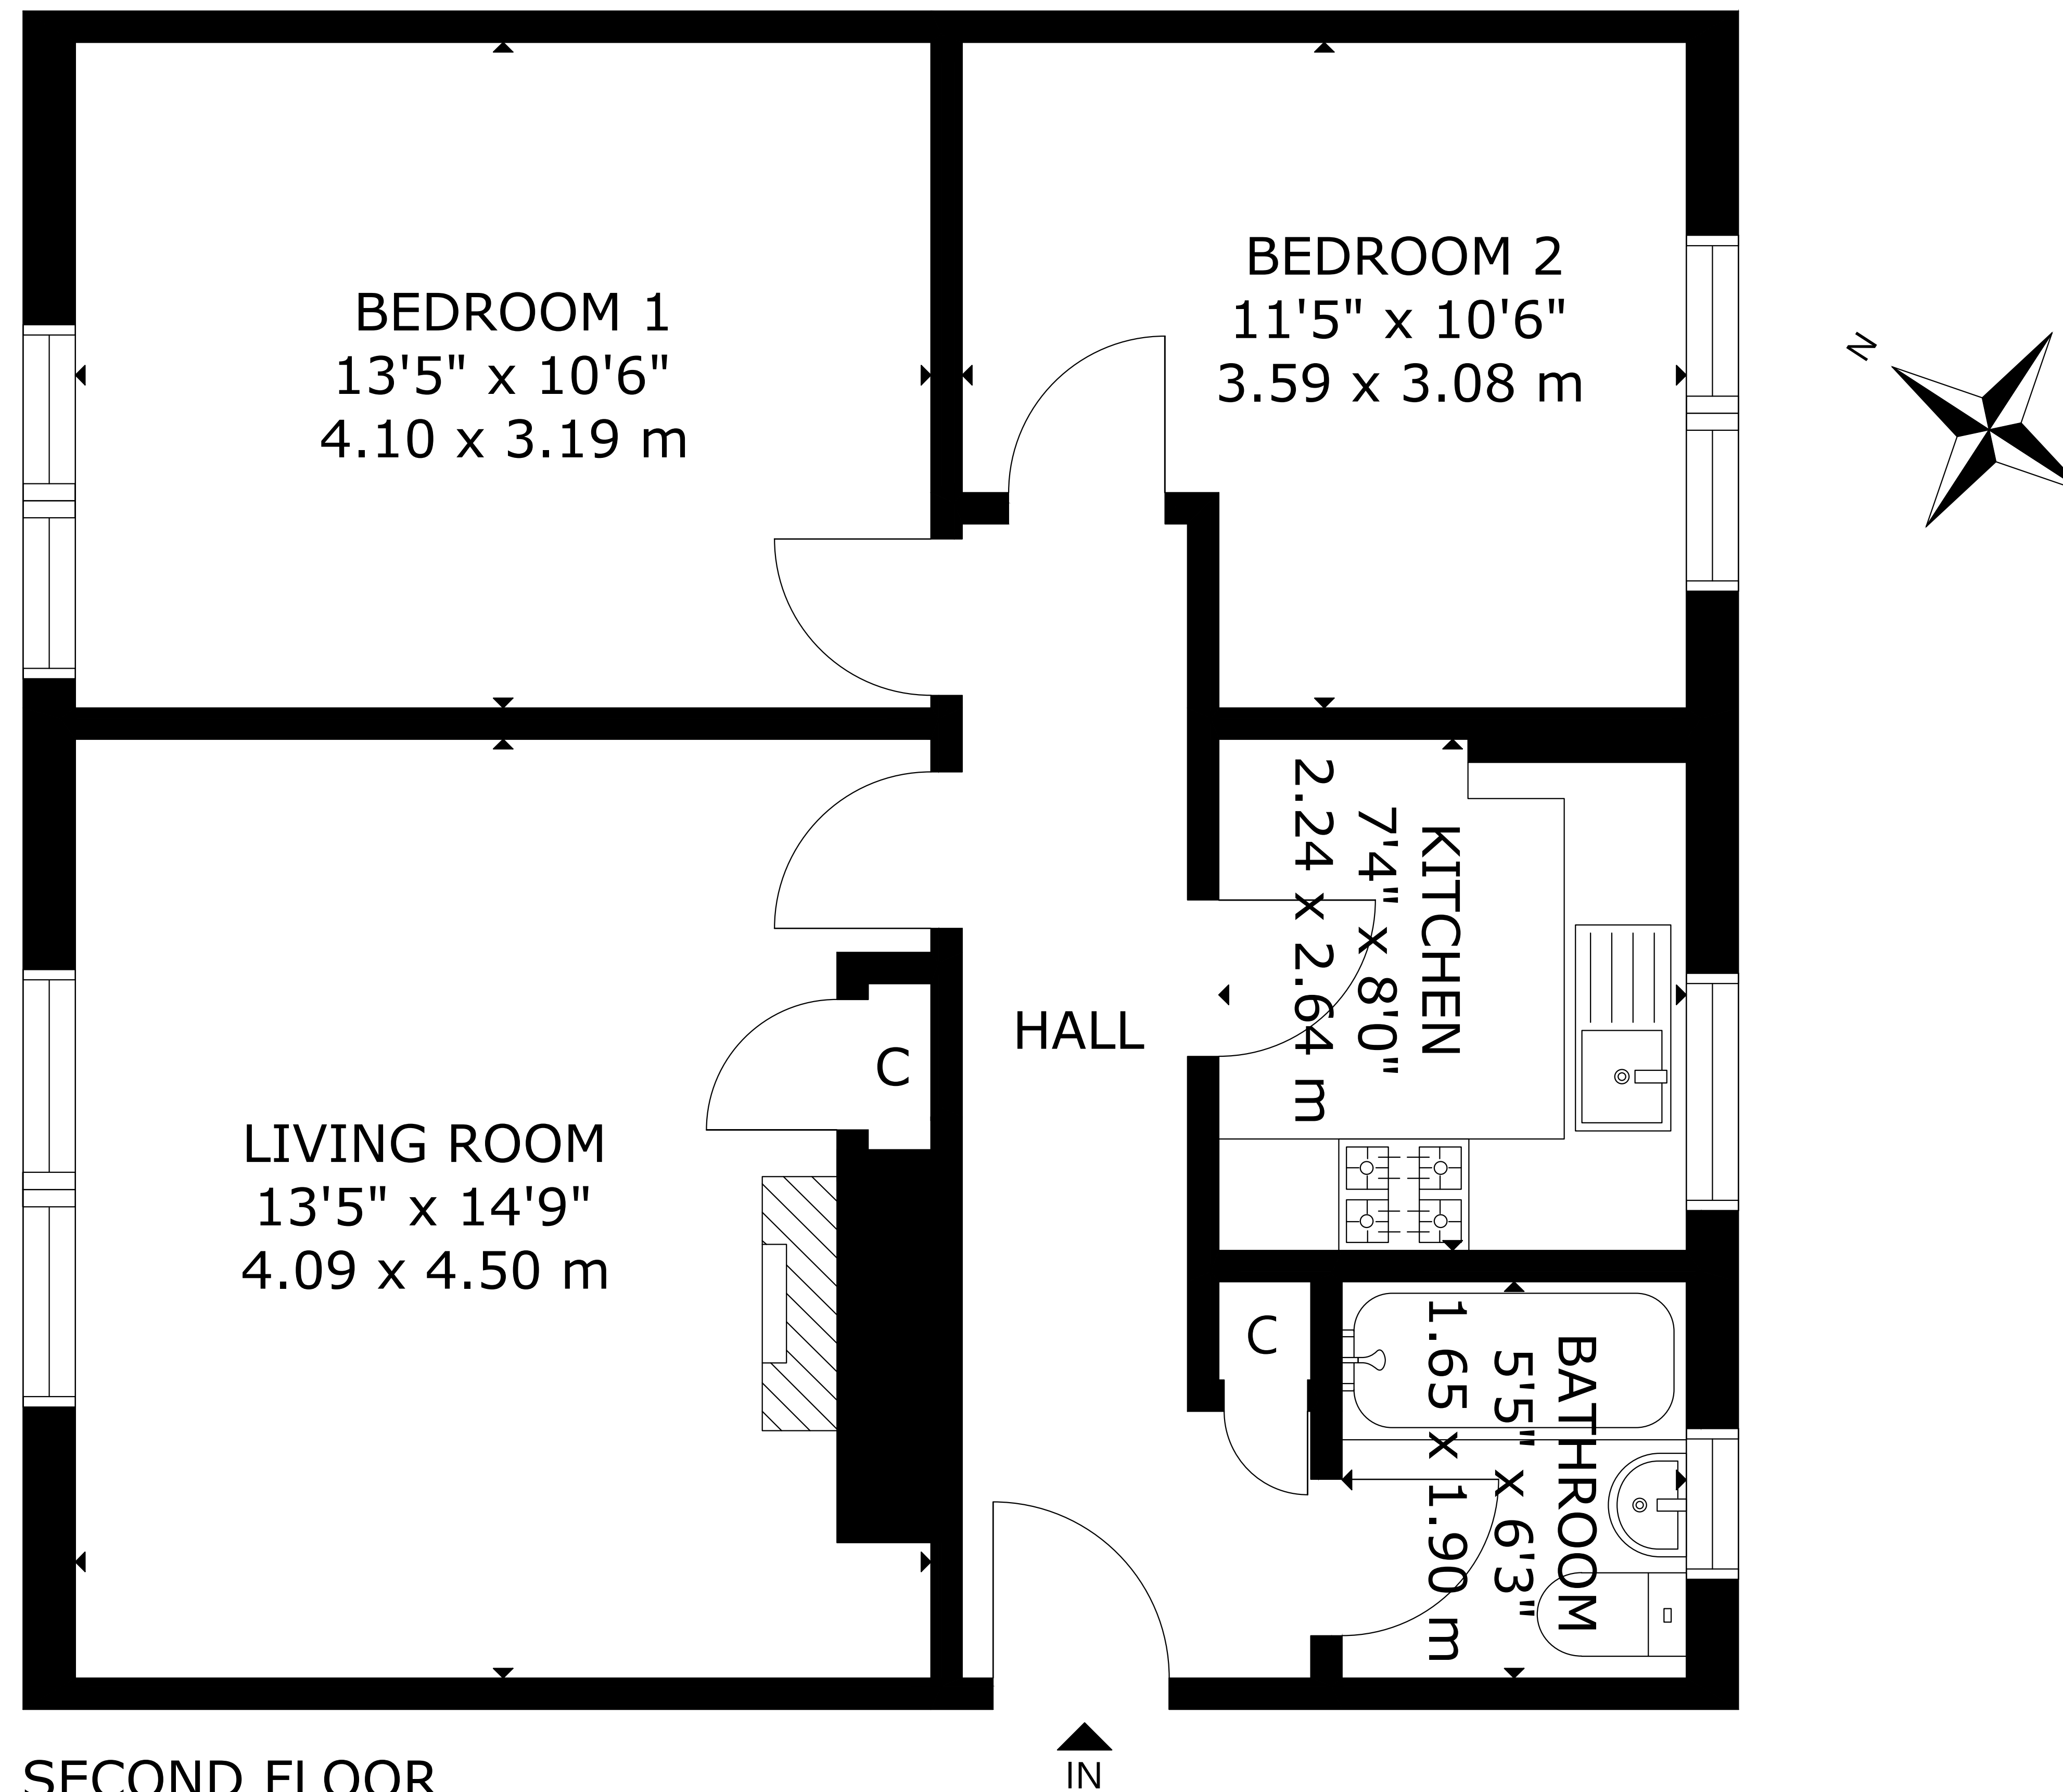 BEDROOM 1
13'5" x 10'6"
4.10 x 3.19 m
BEDROOM 2
11'5" x 10'6"
3.59 x 3.08 m
N
KITCHEN
7'4" x 8'0"
2.24 x 2.64 m
HALL
C
LIVING ROOM
13'5" x 14'9"
4.09 x 4.50 m
C
BATHROOM
5'5" x 6'3"
1.65 x 1.90 m
IN
SECOND FLOOR